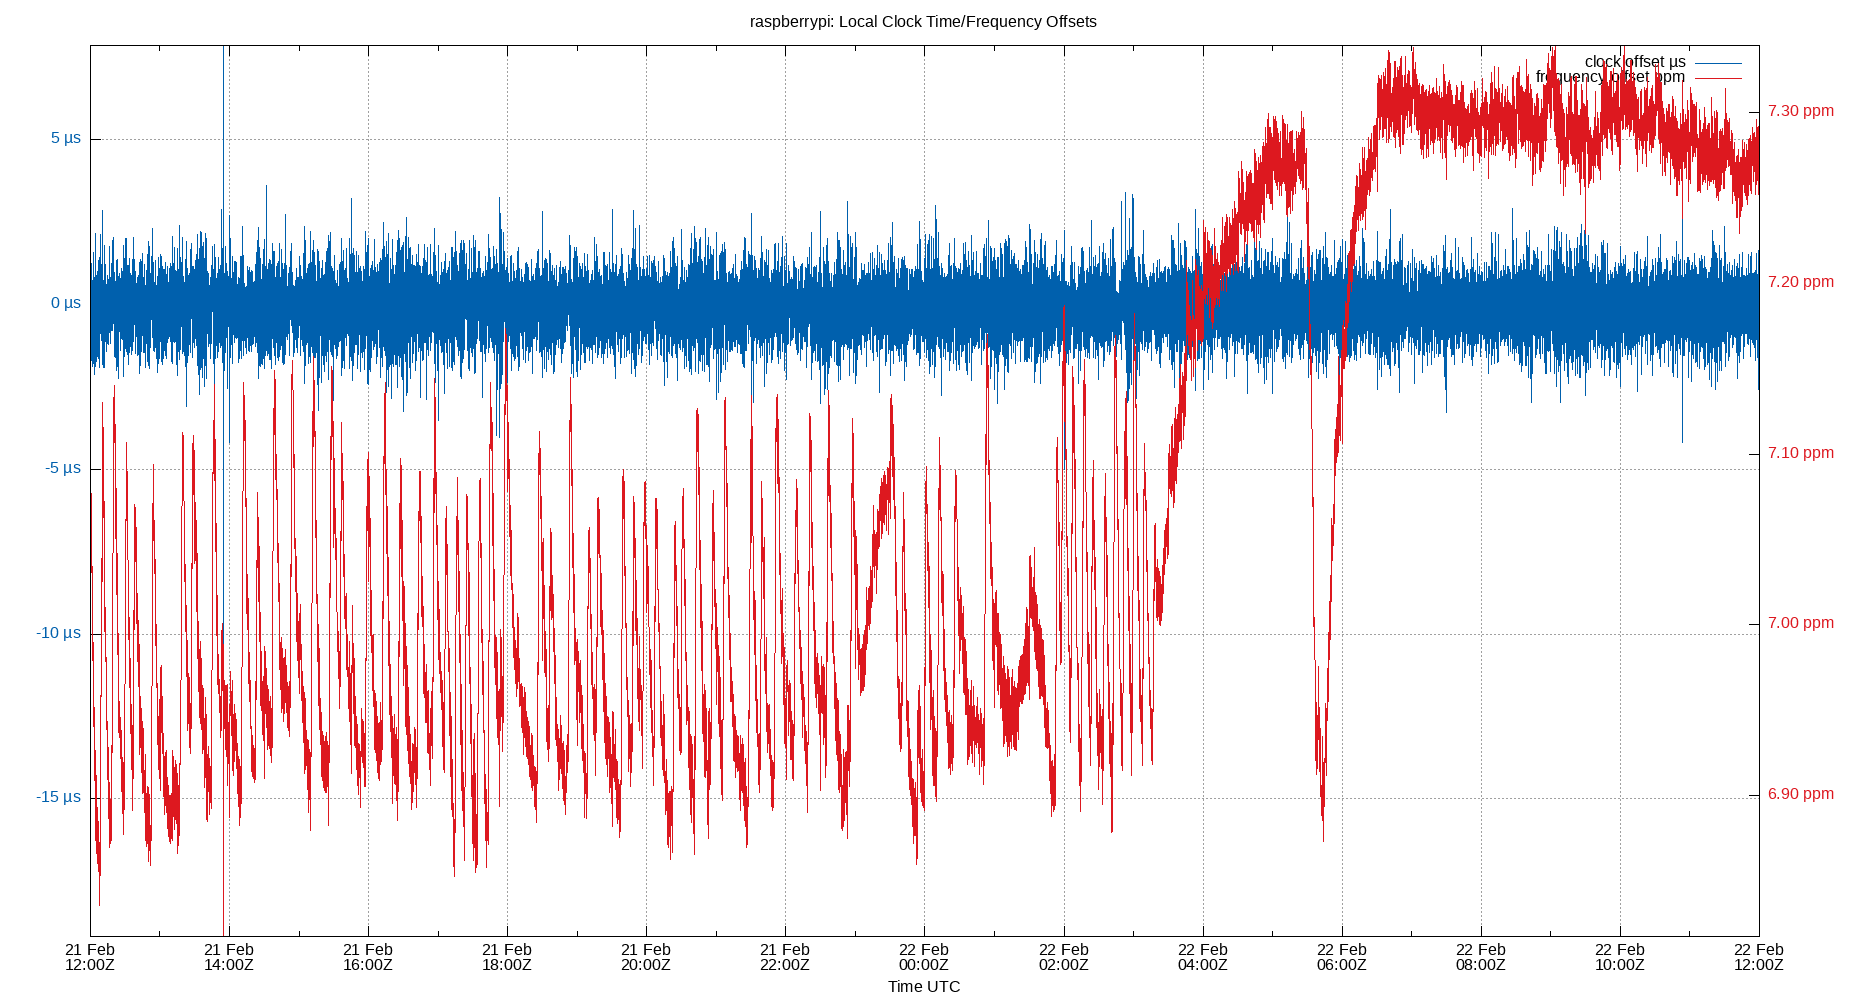 raspberrypi: Local Clock Time/Frequency Offsets
clock offset µs
frequency offset ppm
5 µs
0 µs
-5 µs
-10 µs
-15 µs
7.30 ppm
7.20 ppm
7.10 ppm
7.00 ppm
6.90 ppm
21 Feb 21 Feb 21 Feb 21 Feb 21 Feb 21 Feb 22 Feb 22 Feb 22 Feb 22 Feb 22 Feb 22 Feb 22 Feb
12:00Z 14:00Z 16:00Z 18:00Z 20:00Z 22:00Z 00:00Z 02:00Z 04:00Z 06:00Z 08:00Z 10:00Z 12:00Z
Time UTC